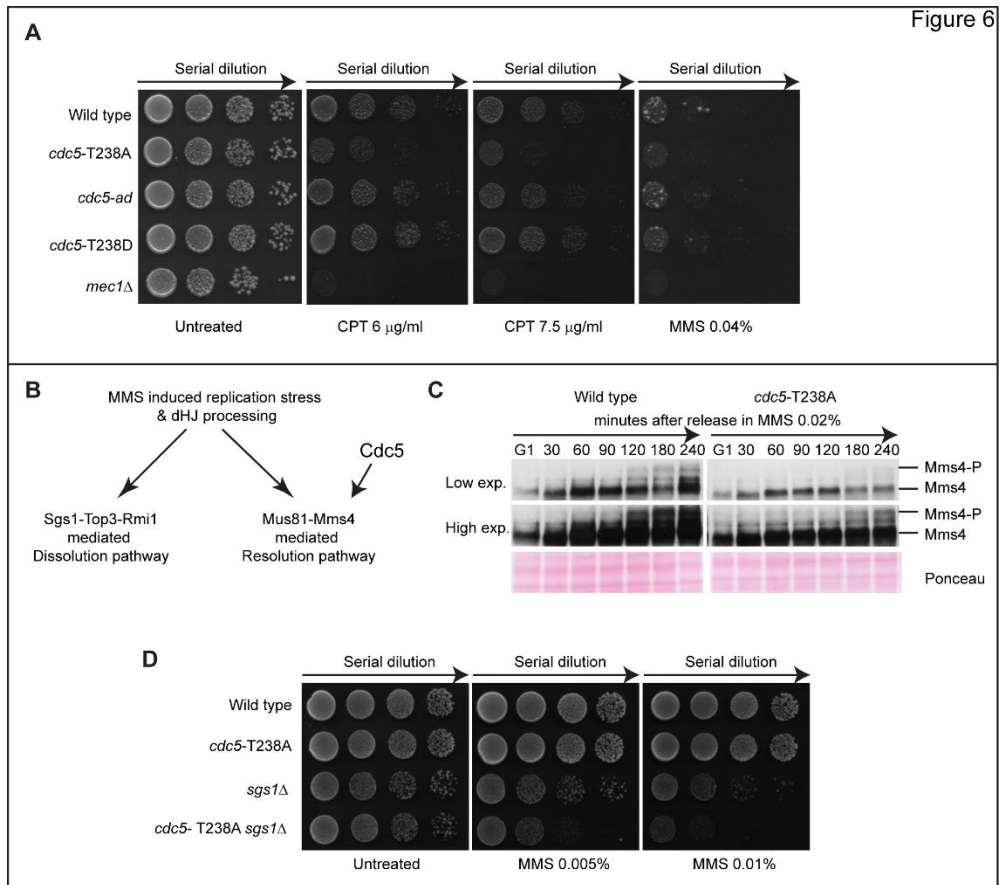 Figure 6
A
Serial dilution Serial dilution Serial dilution Serial dilution
Wild type
cdc5-T238A
cdc5-ad
cdc5-T238D
mec1Δ
Untreated CPT 6 μg/ml CPT 7.5 μg/ml MMS 0.04%
B
MMS induced replication stress
& dHJ processing
Cdc5
Sgs1-Top3-Rmi1
mediated
Dissolution pathway
Mus81-Mms4
mediated
Resolution pathway
C
Wild type cdc5-T238A
minutes after release in MMS 0.02%
G1 30 60 90 120 180 240 G1 30 60 90 120 180 240
Low exp.
Mms4-P
Mms4
High exp.
Mms4-P
Mms4
Ponceau
D
Serial dilution Serial dilution Serial dilution
Wild type
cdc5-T238A
sgs1Δ
cdc5- T238A sgs1Δ
Untreated MMS 0.005% MMS 0.01%